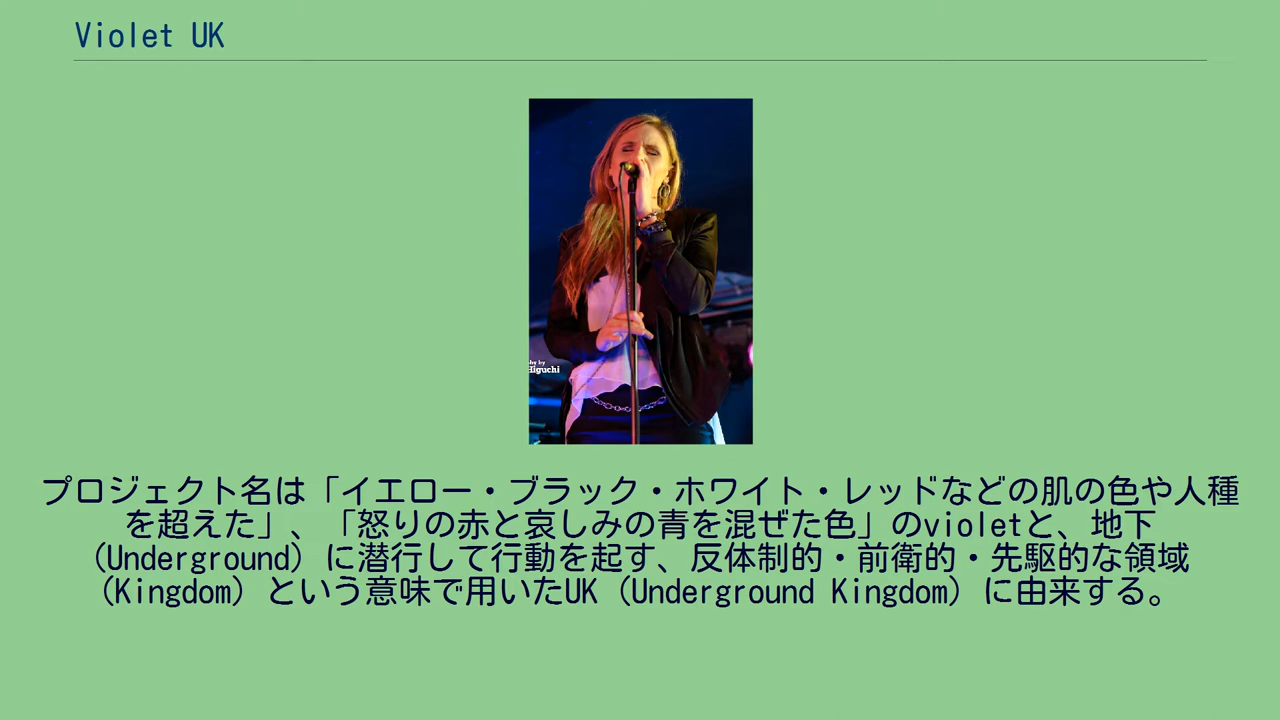 Violet UK
by by
Higuchi
プロジェクト名は「イエロー・ブラック・ホワイト・レッドなどの肌の色や人種
を超えた」、「怒りの赤と哀しみの青を混ぜた色」のvioletと、地下
（Underground）に潜行して行動を起す、反体制的・前衛的・先駆的な領域
（Kingdom）という意味で用いたUK（Underground Kingdom）に由来する。